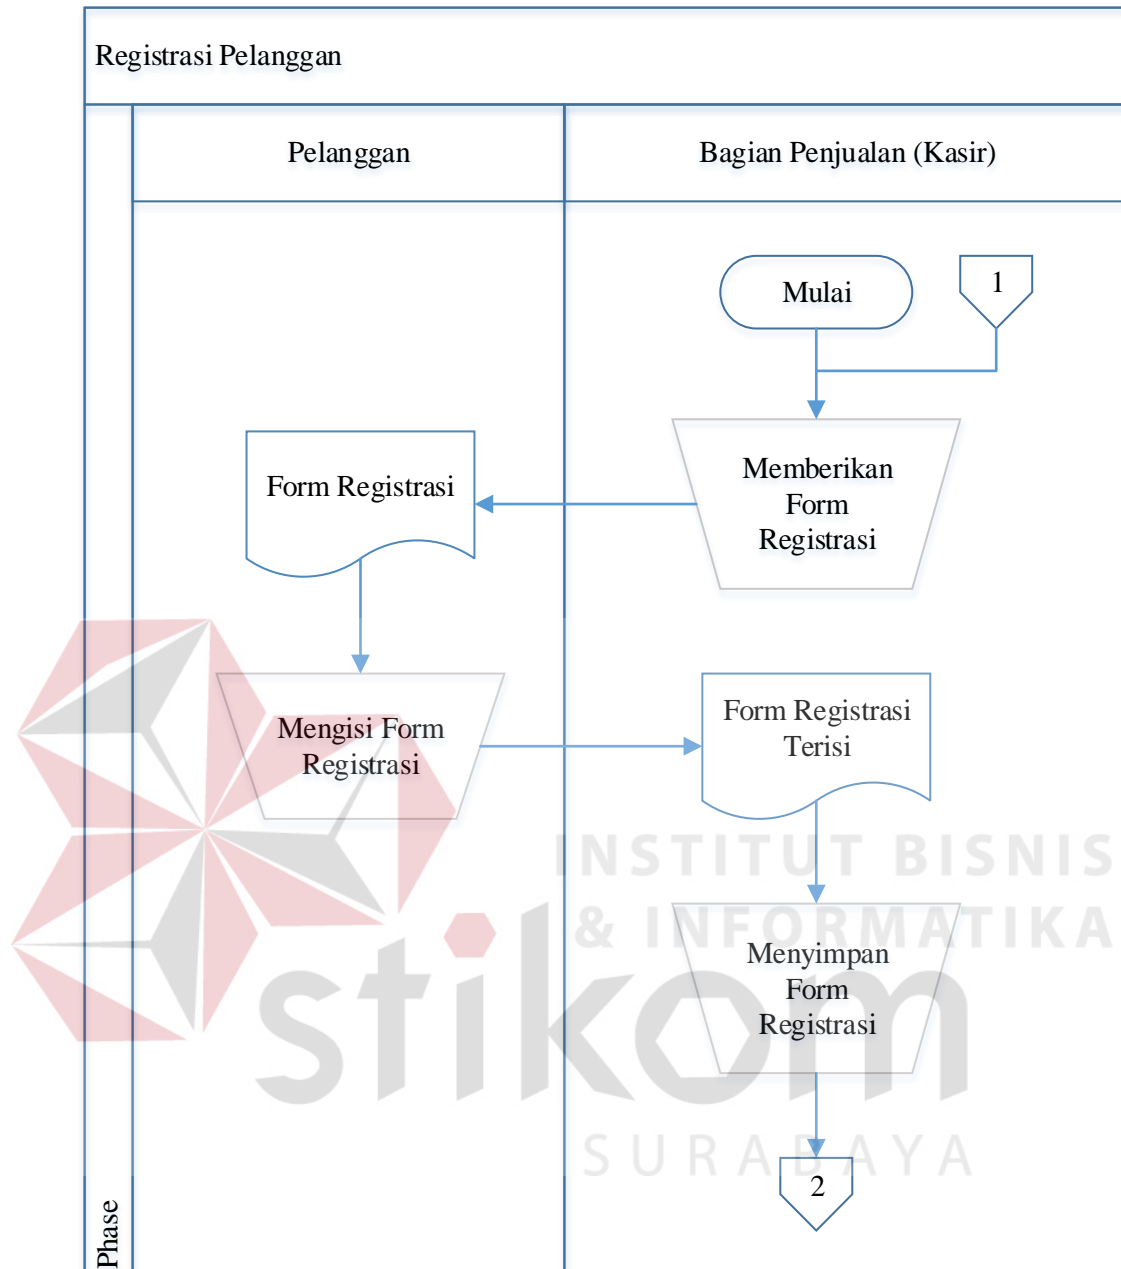 Registrasi Pelanggan
Pelanggan
Bagian Penjualan (Kasir)
Mulai
1
Memberikan
Form
Registrasi
Form Registrasi
Mengisi Form
Registrasi
Form Registrasi
Terisi
INSTITUT BISNIS
& INFORMATIKA
Menyimpan
Form
Registrasi
stikom
SURABAYA
2
Phase